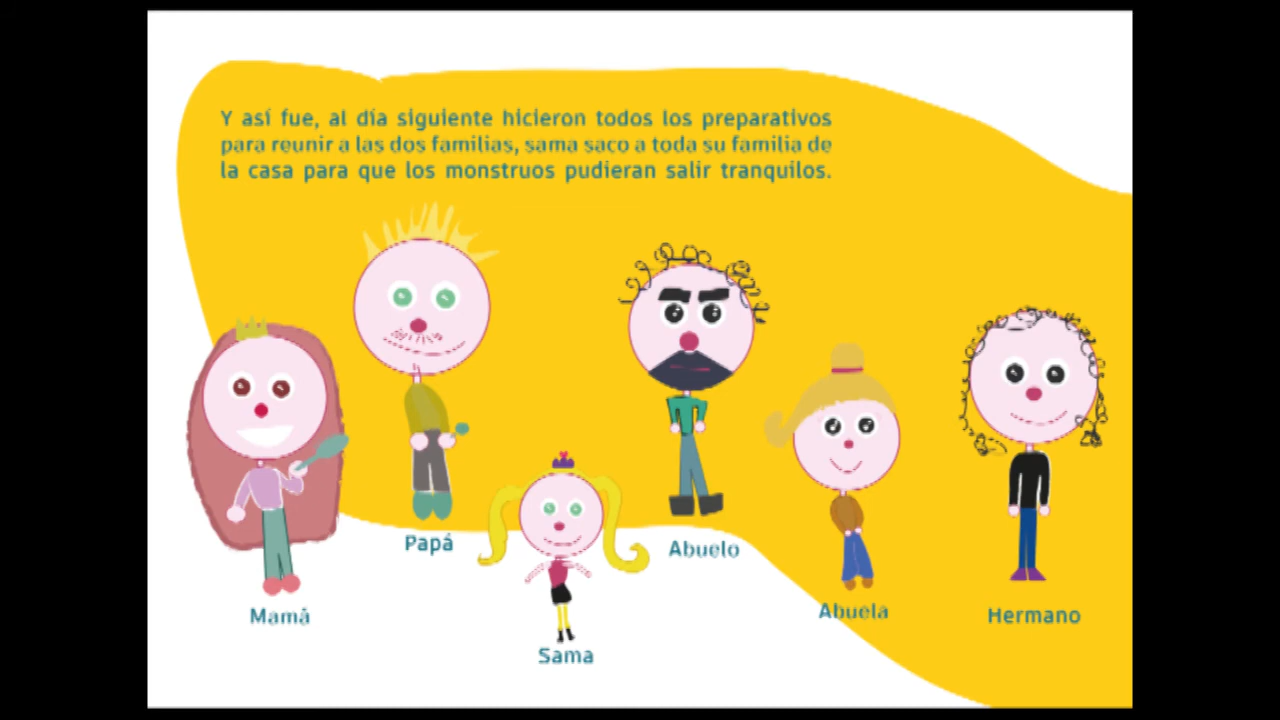 Y así fue, al día siguiente hicieron todos los preparativos
para reunir a las dos familias, sama saco a toda su familia de
la casa para que los monstruos pudieran salir tranquilos.
Papá
Abuelo
Mamá
Abuela
Hermano
Sama